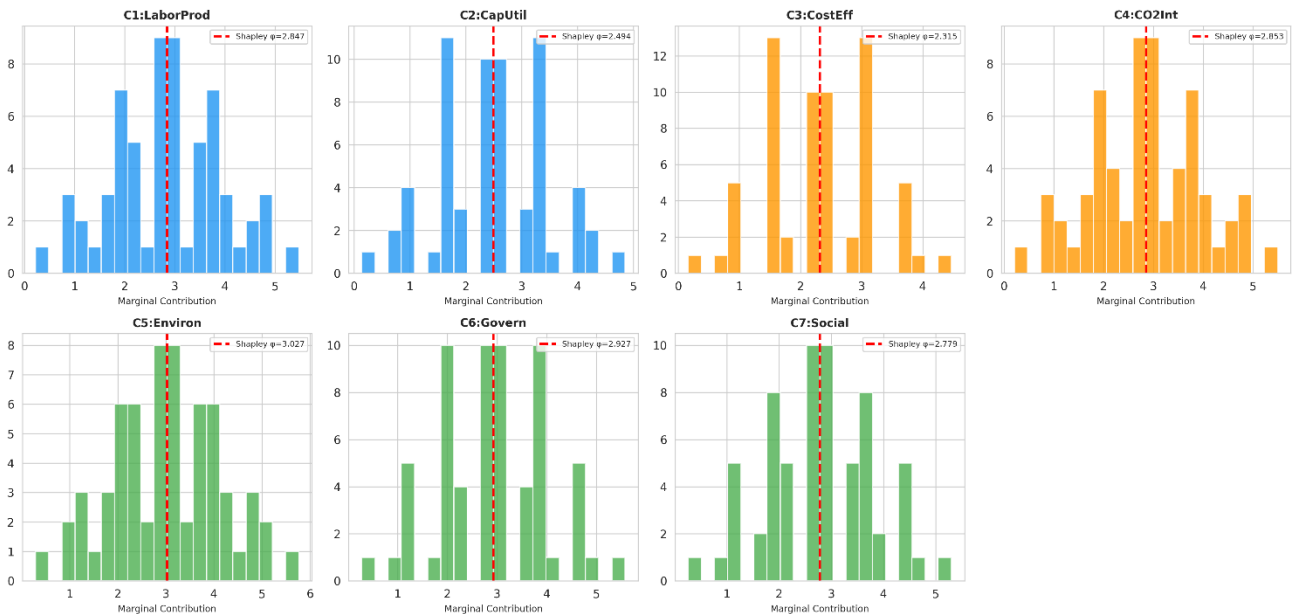 C1:LaborProd
Shapley φ=2.847
8
6
4
2
0
0 1 2 3 4 5
Marginal Contribution
C2:CapUtil
Shapley φ=2.494
10
8
6
4
2
0
0 1 2 3 4 5
Marginal Contribution
C3:CostEff
Shapley φ=2.315
12
10
8
6
4
2
0
0 1 2 3 4
Marginal Contribution
C4:CO2Int
Shapley φ=2.853
8
6
4
2
0
0 1 2 3 4 5
Marginal Contribution
C5:Environ
Shapley φ=3.027
8
7
6
5
4
3
2
1
0
1 2 3 4 5 6
Marginal Contribution
C6:Govern
Shapley φ=2.927
10
8
6
4
2
0
1 2 3 4 5
Marginal Contribution
C7:Social
Shapley φ=2.779
10
8
6
4
2
0
0 1 2 3 4 5
Marginal Contribution